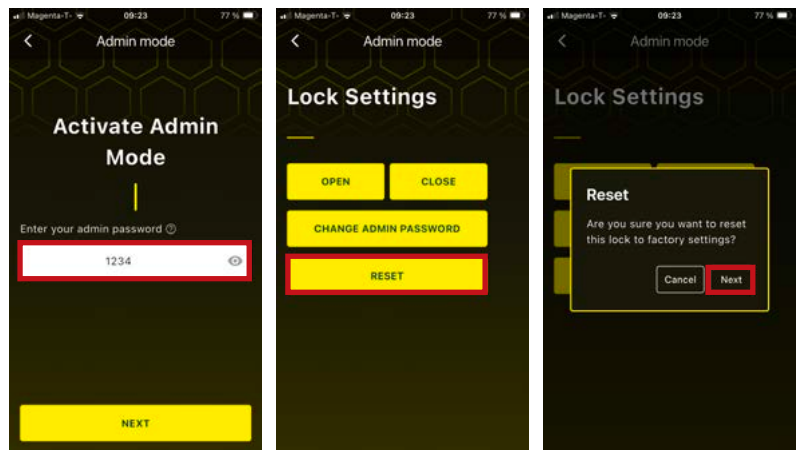 Magenta-T- 09:23 77 %
Admin mode
Activate Admin
Mode
Enter your admin password
1234
NEXT
Magenta-T- 09:23 77 %
Admin mode
Lock Settings
OPEN CLOSE
CHANGE ADMIN PASSWORD
RESET
Magenta-T- 09:23 77 %
Admin mode
Lock Settings
Reset
Are you sure you want to reset
this lock to factory settings?
Cancel Next